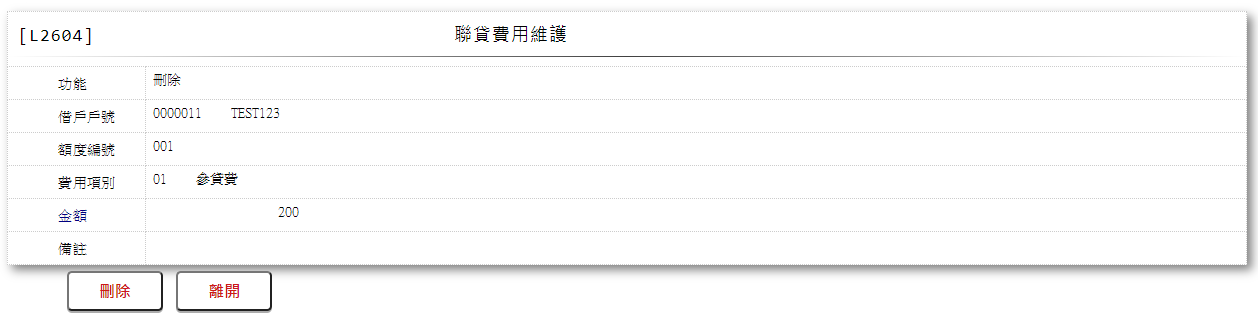 [L2604] 聯貸費用維護
功能 刪除
借戶戶號 0000011 TEST123
額度編號 001
費用項別 01 參貸費
金額 200
備註
刪除 離開